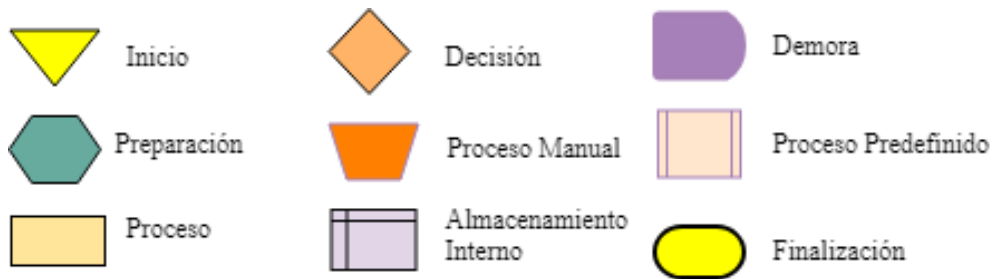 Inicio
Decisión
Demora
Preparación
Proceso Manual
Proceso Predefinido
Proceso
Almacenamiento
Interno
Finalización